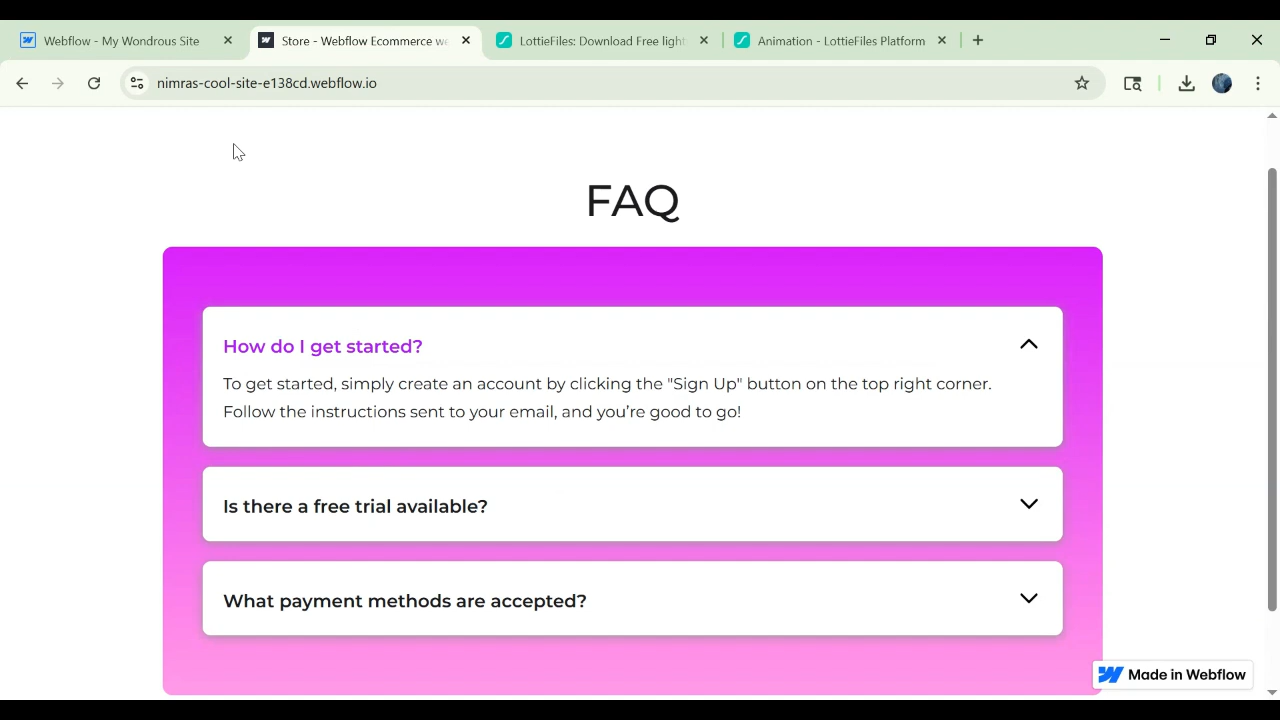 Webflow - My Wondrous Site
Store - Webflow Ecommerce we
LottieFiles: Download Free light
Animation - LottieFiles Platform
nimras-cool-site-e138cd.webflow.io
FAQ
How do I get started?
To get started, simply create an account by clicking the "Sign Up" button on the top right corner.
Follow the instructions sent to your email, and you’re good to go!
Is there a free trial available?
What payment methods are accepted?
Made in Webflow